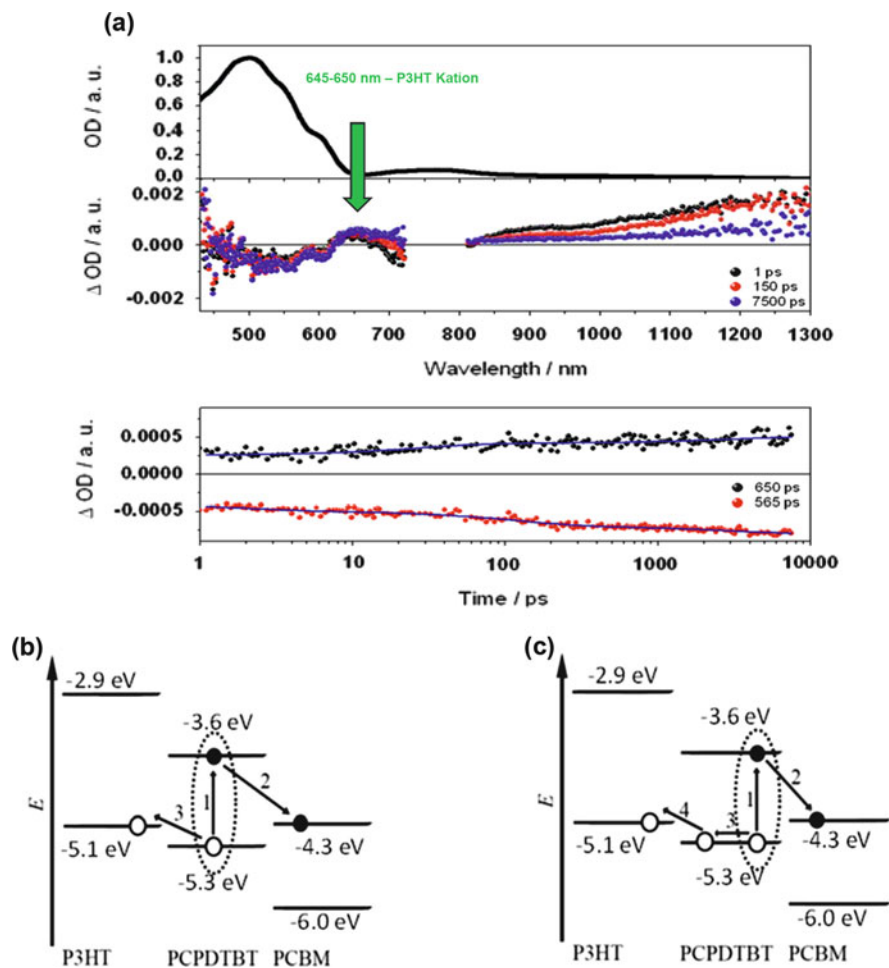 (a)
OD / a. u.
1.0
0.8
0.6
0.4
0.2
0.0
645-650 nm – P3HT Kation
Δ OD / a. u.
0.002
0.000
-0.002
1 ps
150 ps
7500 ps
500 600 700 800 900 1000 1100 1200 1300
Wavelength / nm
Δ OD / a. u.
0.0005
0.0000
-0.0005
650 ps
565 ps
1 10 100 1000 10000
Time / ps
(b)
E
-2.9 eV
-3.6 eV
1
2
3
-5.1 eV
-4.3 eV
-5.3 eV
-6.0 eV
P3HT PCPDTBT PCBM
(c)
E
-2.9 eV
-3.6 eV
1
2
3
4
-5.1 eV
-4.3 eV
-5.3 eV
-6.0 eV
P3HT PCPDTBT PCBM